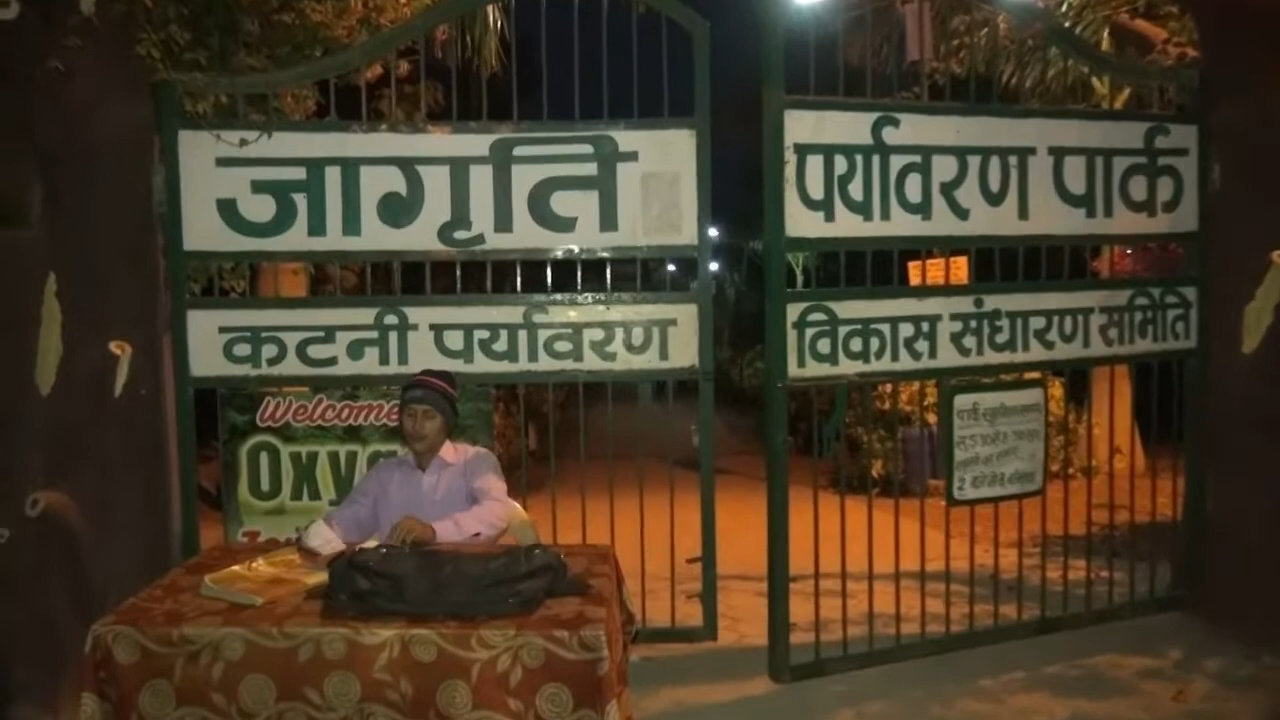 जागृति पर्यावरण पार्क
कटनी पर्यावरण विकास संधारण समिति
Welcome
Oxy
पार्क